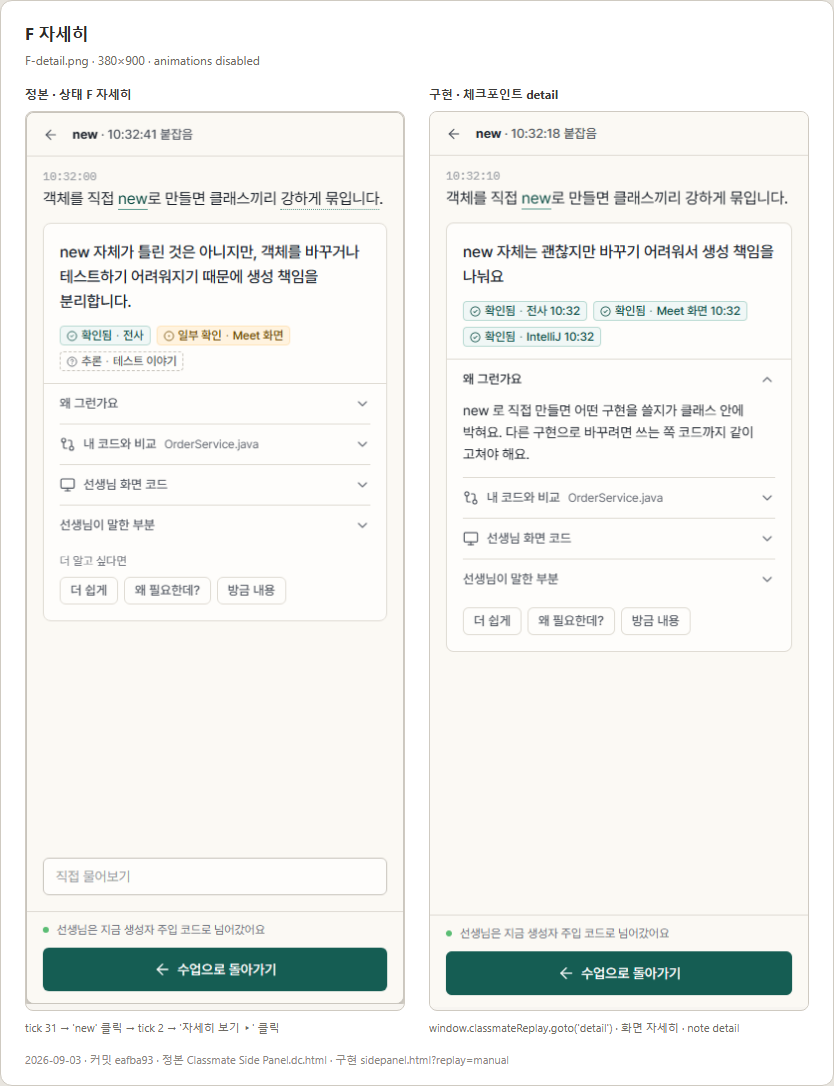 F 자세히
F-detail.png · 380×900 · animations disabled
정본 · 상태 F 자세히
new · 10:32:41 붙잡음
10:32:00
객체를 직접 new로 만들면 클래스끼리 강하게 묶입니다.
new 자체가 틀린 것은 아니지만, 객체를 바꾸거나
테스트하기 어려워지기 때문에 생성 책임을
분리합니다.
확인됨 · 전사
일부 확인 · Meet 화면
추론 · 테스트 이야기
왜 그런가요
내 코드와 비교 OrderService.java
선생님 화면 코드
선생님이 말한 부분
더 알고 싶다면
더 쉽게
왜 필요한데?
방금 내용
직접 물어보기
선생님은 지금 생성자 주입 코드로 넘어갔어요
← 수업으로 돌아가기
tick 31 → 'new' 클릭 → tick 2 → '자세히 보기 ▸' 클릭
구현 · 체크포인트 detail
new · 10:32:18 붙잡음
10:32:10
객체를 직접 new로 만들면 클래스끼리 강하게 묶입니다.
new 자체는 괜찮지만 바꾸기 어려워서 생성 책임을
나눠요
확인됨 · 전사 10:32
확인됨 · Meet 화면 10:32
확인됨 · IntelliJ 10:32
왜 그런가요
new 로 직접 만들면 어떤 구현을 쓸지가 클래스 안에
박혀요. 다른 구현으로 바꾸려면 쓰는 쪽 코드까지 같이
고쳐야 해요.
내 코드와 비교 OrderService.java
선생님 화면 코드
선생님이 말한 부분
더 쉽게
왜 필요한데?
방금 내용
선생님은 지금 생성자 주입 코드로 넘어갔어요
← 수업으로 돌아가기
window.classmateReplay.goto('detail') · 화면 자세히 · note detail
2026-09-03 · 커밋 eafba93 · 정본 Classmate Side Panel.dc.html · 구현 sidepanel.html?replay=manual